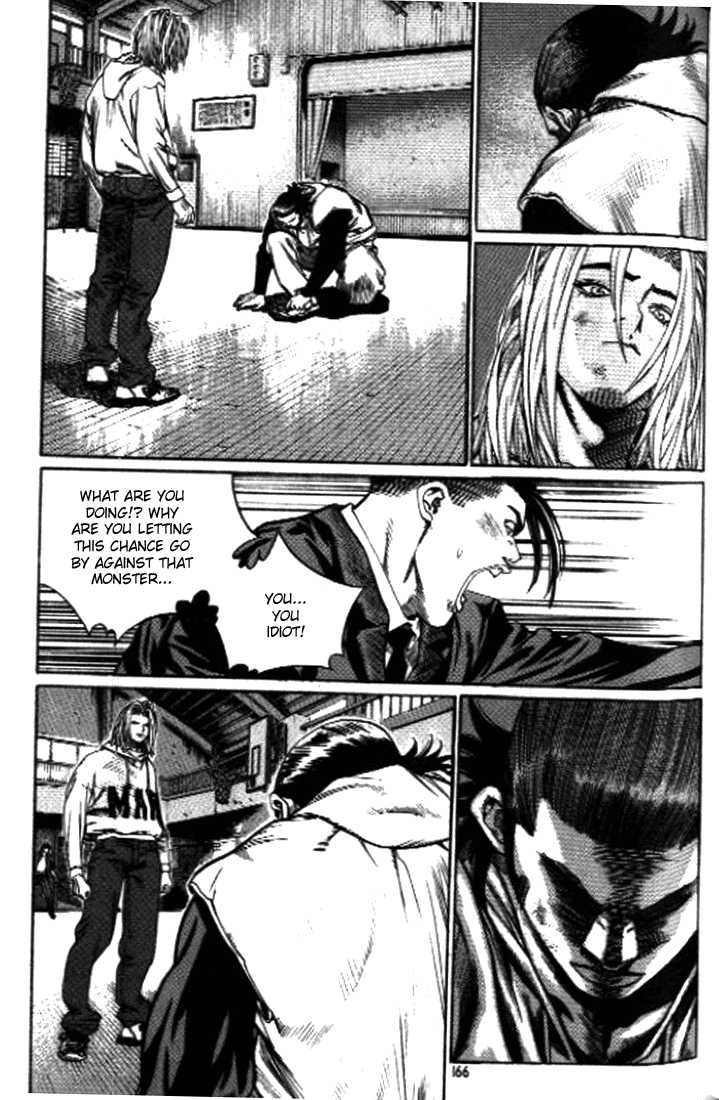 WHAT ARE YOU
DOING!? WHY
ARE YOU LETTING
THIS CHANCE GO
BY AGAINST THAT
MONSTER...
YOU...
YOU
IDIOT!
MAN
166